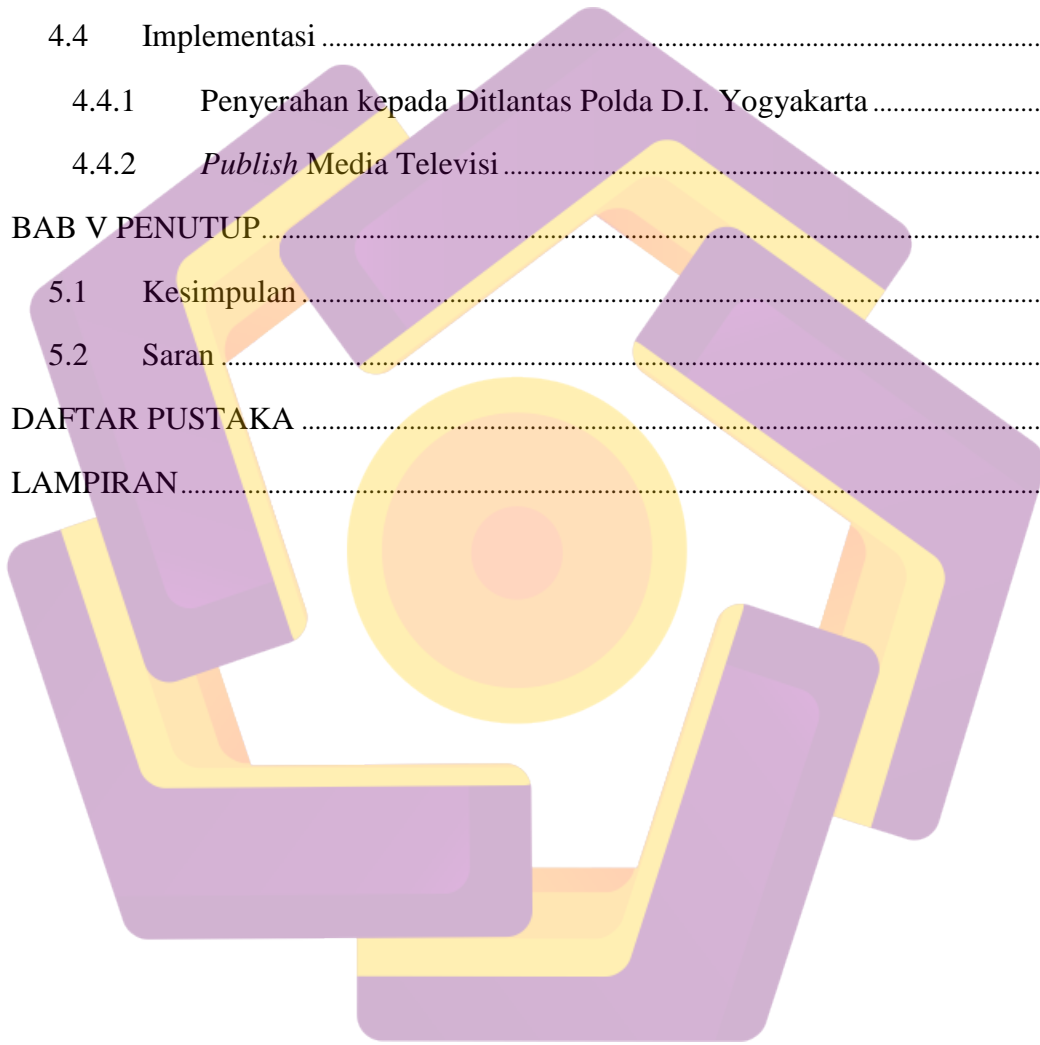 4.4 Implementasi ................................................................................
4.4.1 Penyerahan kepada Ditlantas Polda D.I. Yogyakarta .....................
4.4.2 Publish Media Televisi ...................................................................
BAB V PENUTUP.................................................................................................
5.1 Kesimpulan ............................................................................................
5.2 Saran .......................................................................................................
DAFTAR PUSTAKA ............................................................................................
LAMPIRAN............................................................................................................